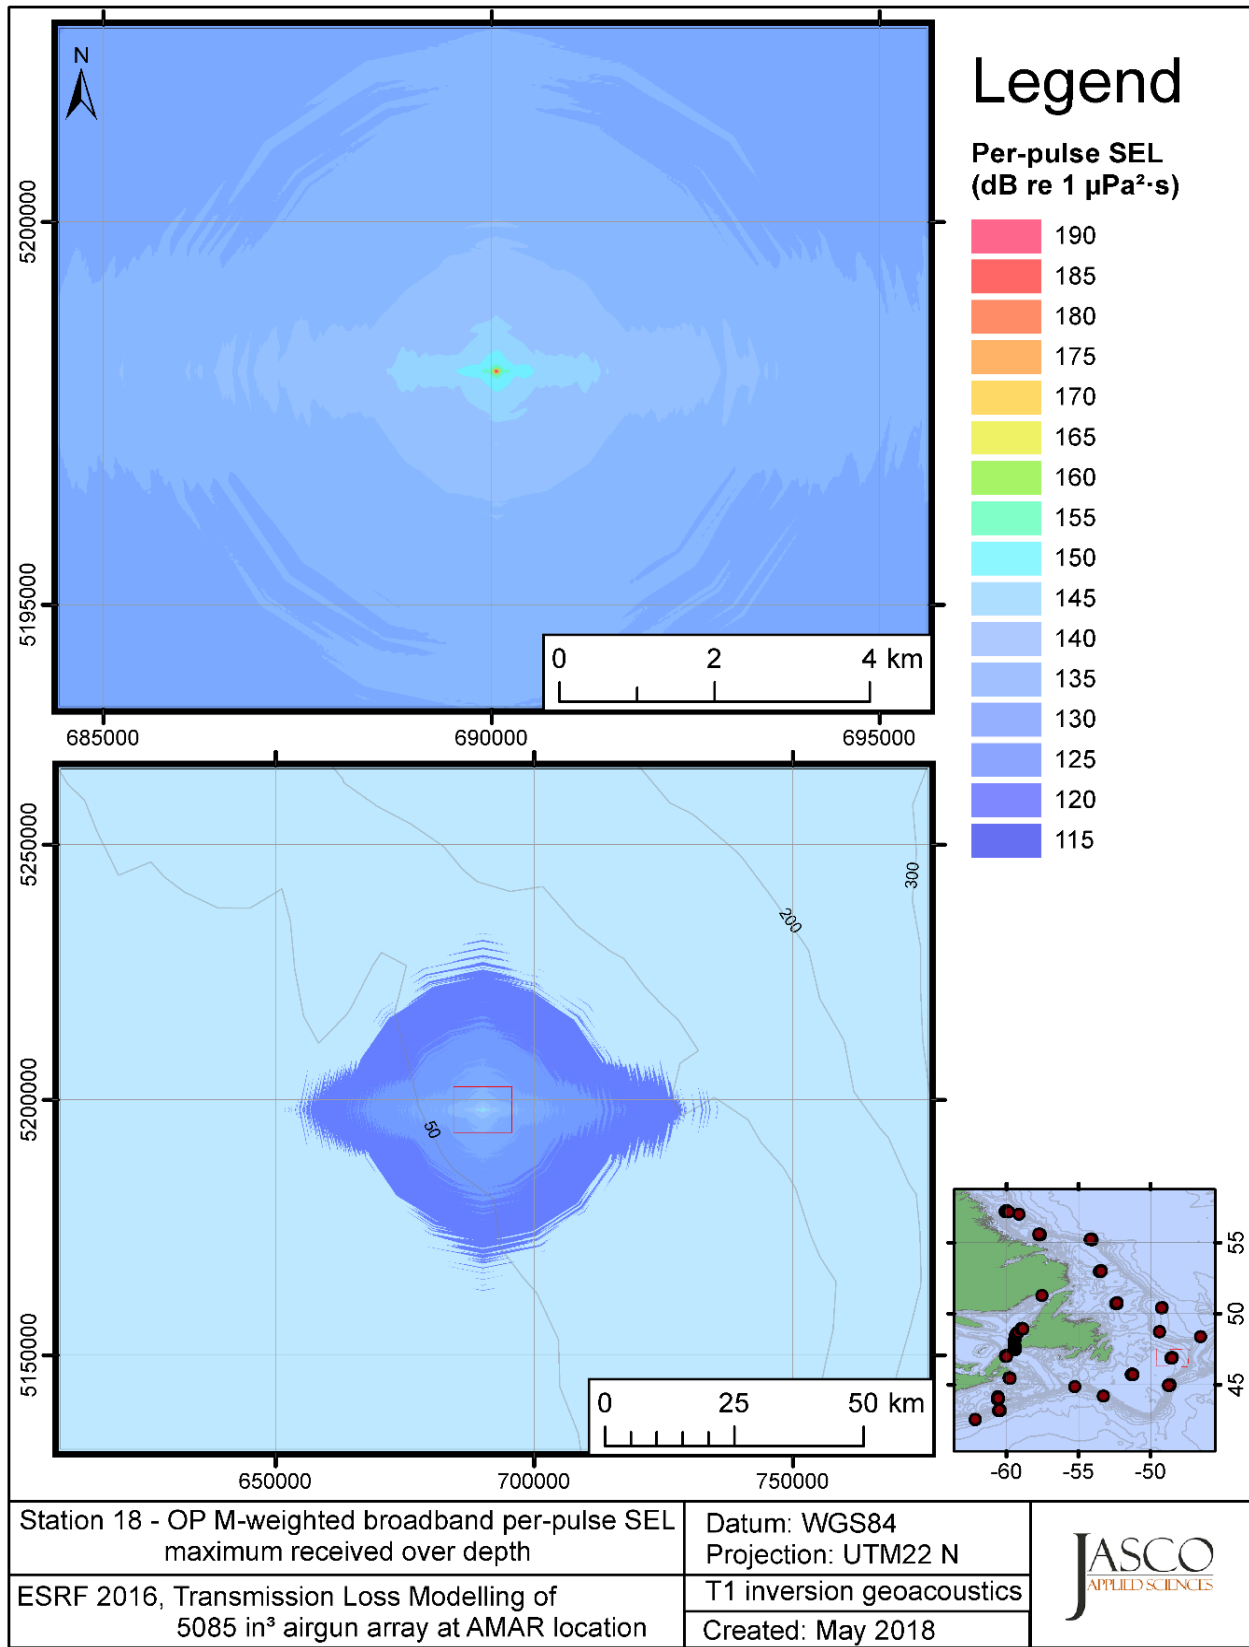 N
5200000
5195000
0 2 4 km
685000 690000 695000
Legend
Per-pulse SEL
(dB re 1 µPa²·s)
190
185
180
175
170
165
160
155
150
145
140
135
130
125
120
115
5250000
5200000
5150000
300
200
50
0 25 50 km
650000 700000 750000
55
50
45
-60 -55 -50
Station 18 - OP M-weighted broadband per-pulse SEL
maximum received over depth
ESRF 2016, Transmission Loss Modelling of
5085 in³ airgun array at AMAR location
Datum: WGS84
Projection: UTM22 N
T1 inversion geoacoustics
Created: May 2018
JASCO
APPLIED SCIENCES